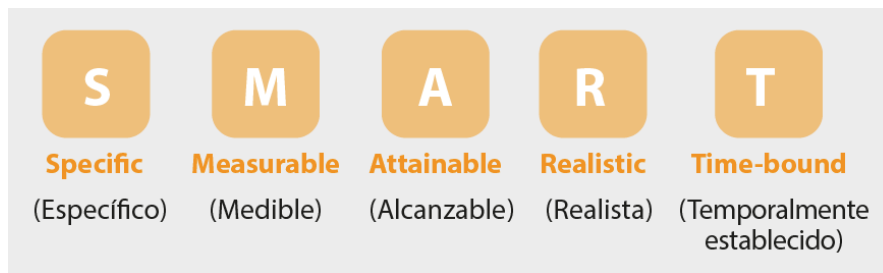 S M A R T
Specific Measurable Attainable Realistic Time-bound
(Específico) (Medible) (Alcanzable) (Realista) (Temporalmente
establecido)